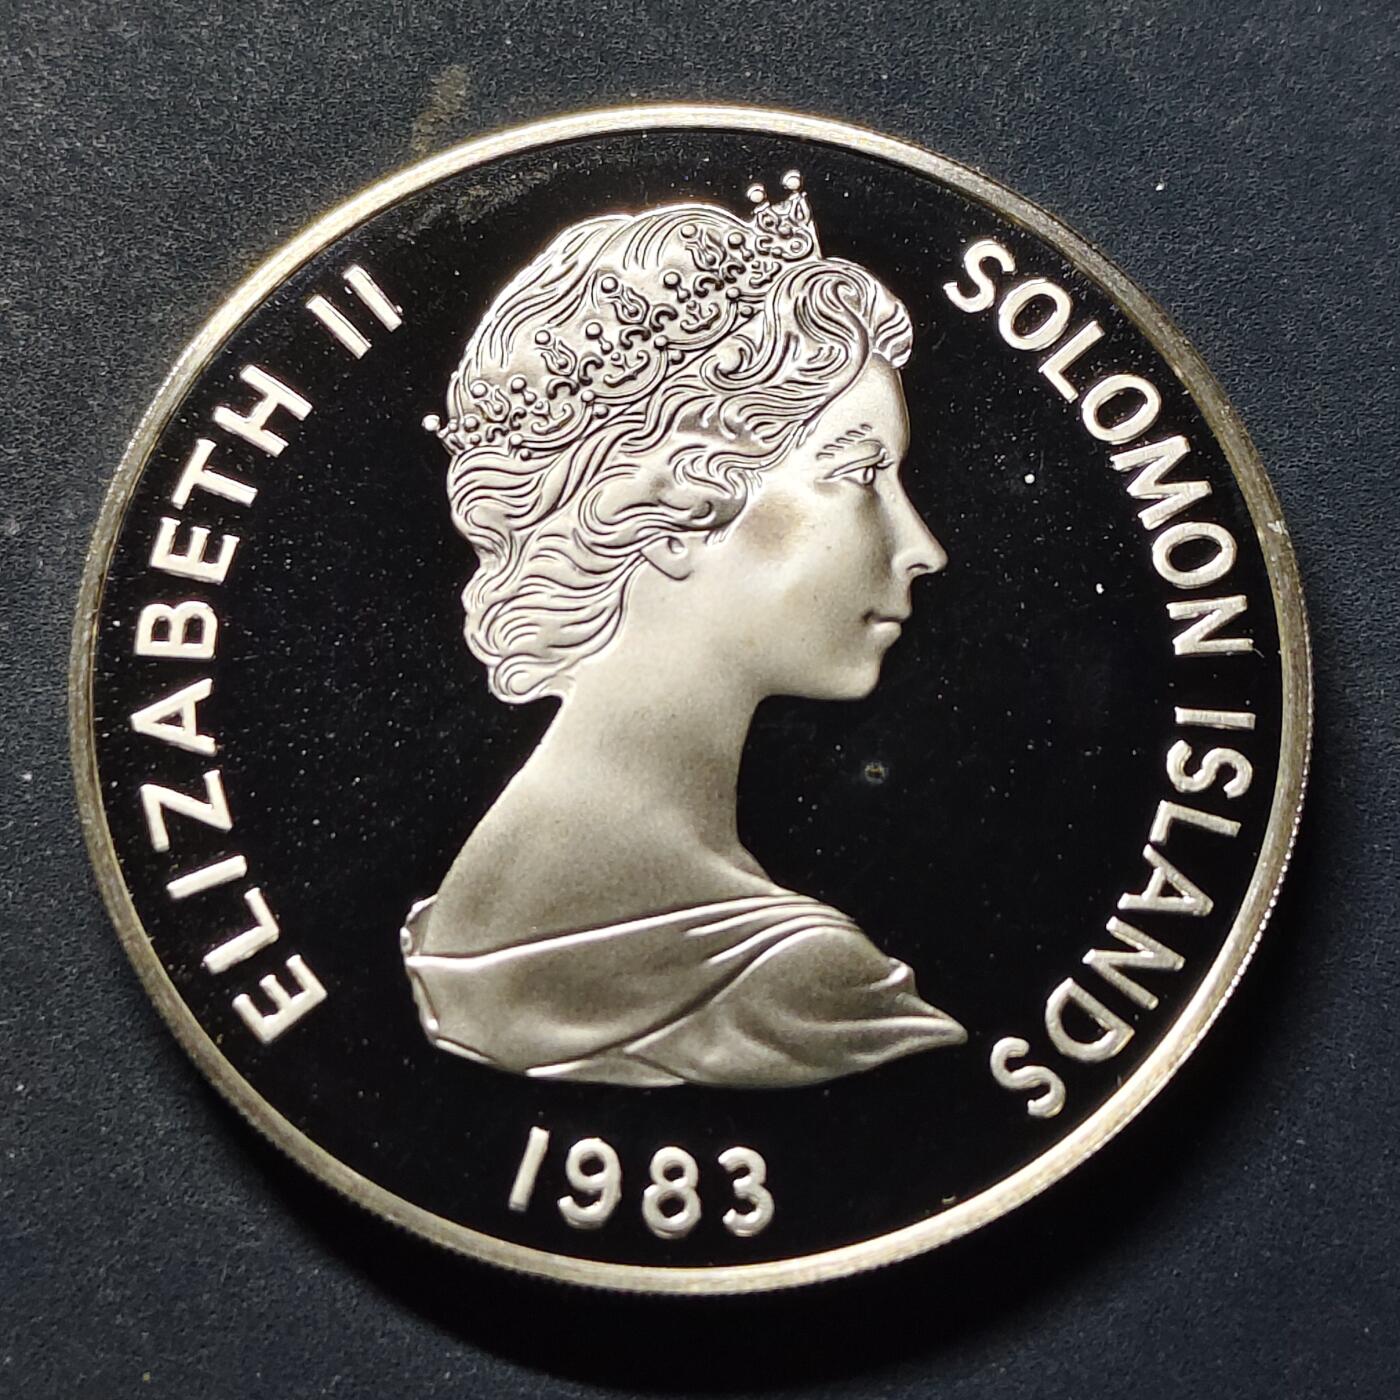 ELIZABETH II
SOLOMON ISLANDS
1983